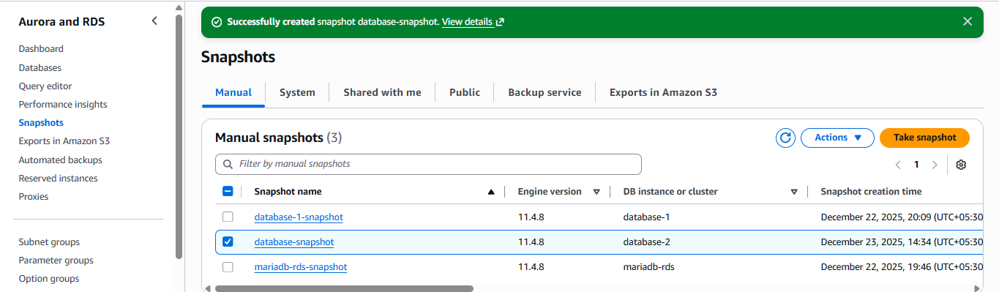 Aurora and RDS
Dashboard
Databases
Query editor
Performance insights
Snapshots
Exports in Amazon S3
Automated backups
Reserved instances
Proxies
Subnet groups
Parameter groups
Option groups
Successfully created snapshot database-snapshot. View details
Snapshots
Manual System Shared with me Public Backup service Exports in Amazon S3
Manual snapshots (3) Actions Take snapshot
Filter by manual snapshots 1
Snapshot name Engine version DB instance or cluster Snapshot creation time
database-1-snapshot 11.4.8 database-1 December 22, 2025, 20:09 (UTC+05:30
database-snapshot 11.4.8 database-2 December 23, 2025, 14:34 (UTC+05:30
mariadb-rds-snapshot 11.4.8 mariadb-rds December 22, 2025, 19:46 (UTC+05:30